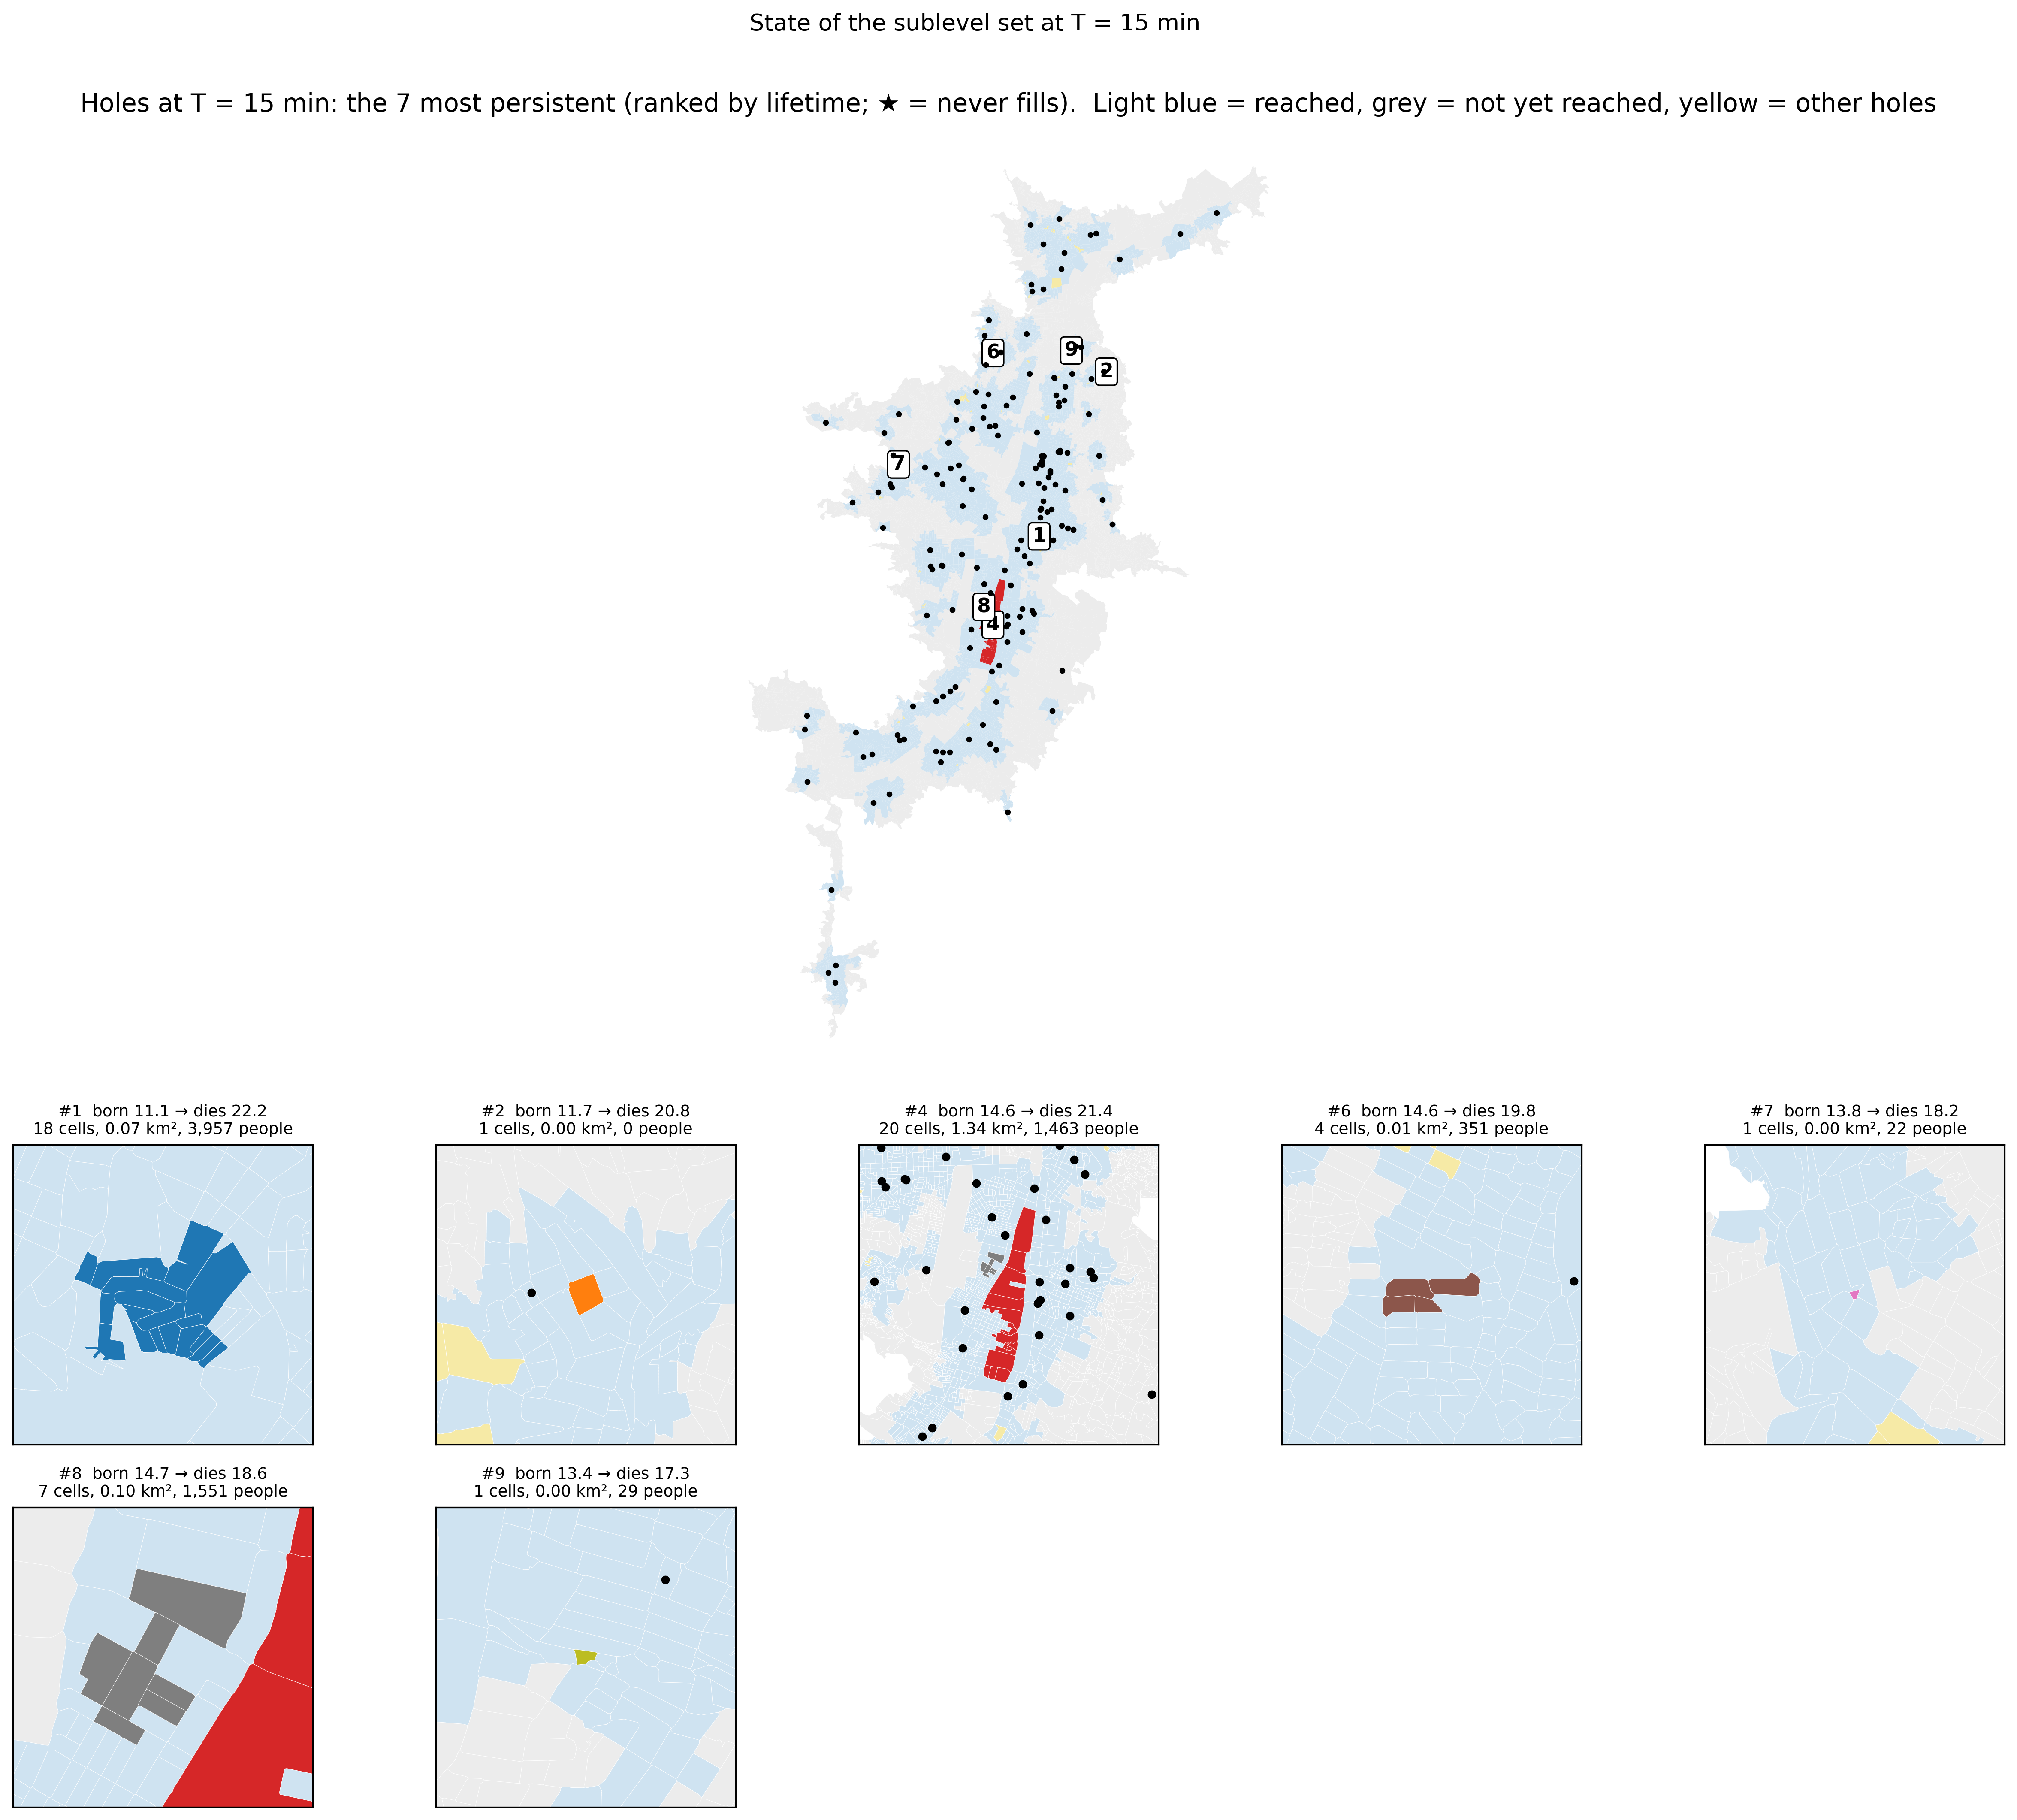 State of the sublevel set at T = 15 min
Holes at T = 15 min: the 7 most persistent (ranked by lifetime; ★ = never fills).  Light blue = reached, grey = not yet reached, yellow = other holes
6
9
2
7
1
8
4
#1  born 11.1 → dies 22.2
18 cells, 0.07 km², 3,957 people
#2  born 11.7 → dies 20.8
1 cells, 0.00 km², 0 people
#4  born 14.6 → dies 21.4
20 cells, 1.34 km², 1,463 people
#6  born 14.6 → dies 19.8
4 cells, 0.01 km², 351 people
#7  born 13.8 → dies 18.2
1 cells, 0.00 km², 22 people
#8  born 14.7 → dies 18.6
7 cells, 0.10 km², 1,551 people
#9  born 13.4 → dies 17.3
1 cells, 0.00 km², 29 people